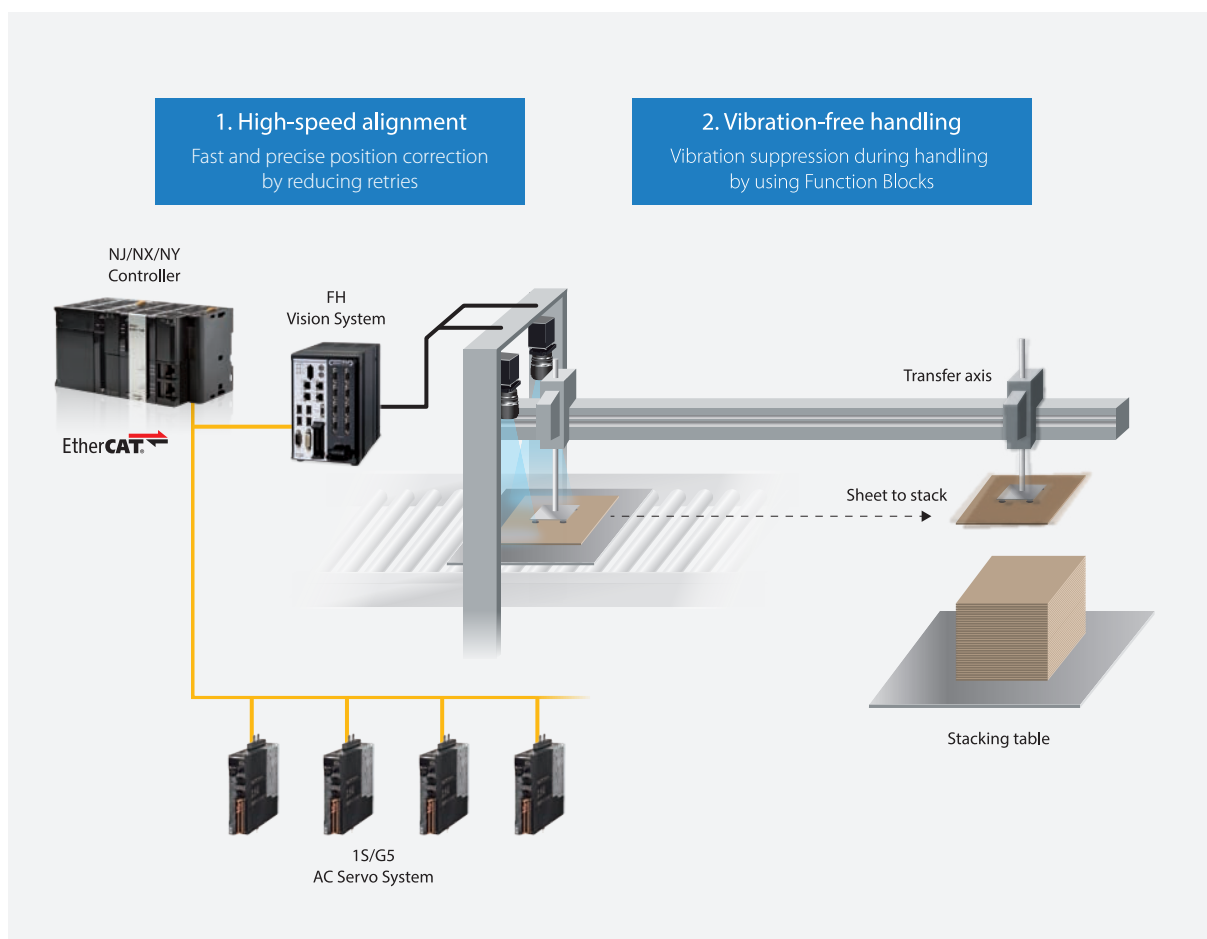 1. High-speed alignment
Fast and precise position correction
by reducing retries
2. Vibration-free handling
Vibration suppression during handling
by using Function Blocks
NJ/NX/NY
Controller
FH
Vision System
EtherCAT®
Transfer axis
Sheet to stack
Stacking table
1S/G5
AC Servo System